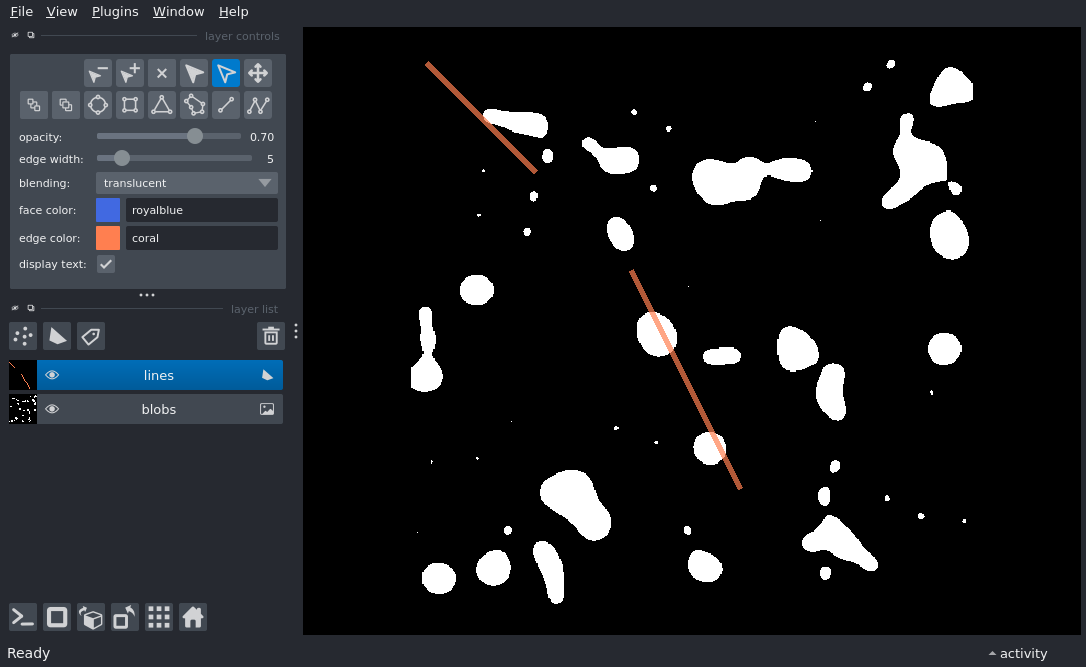 File View Plugins Window Help
layer controls
opacity: 0.70
edge width: 5
blending: translucent
face color: royalblue
edge color: coral
display text:
layer list
lines
blobs
Ready
activity